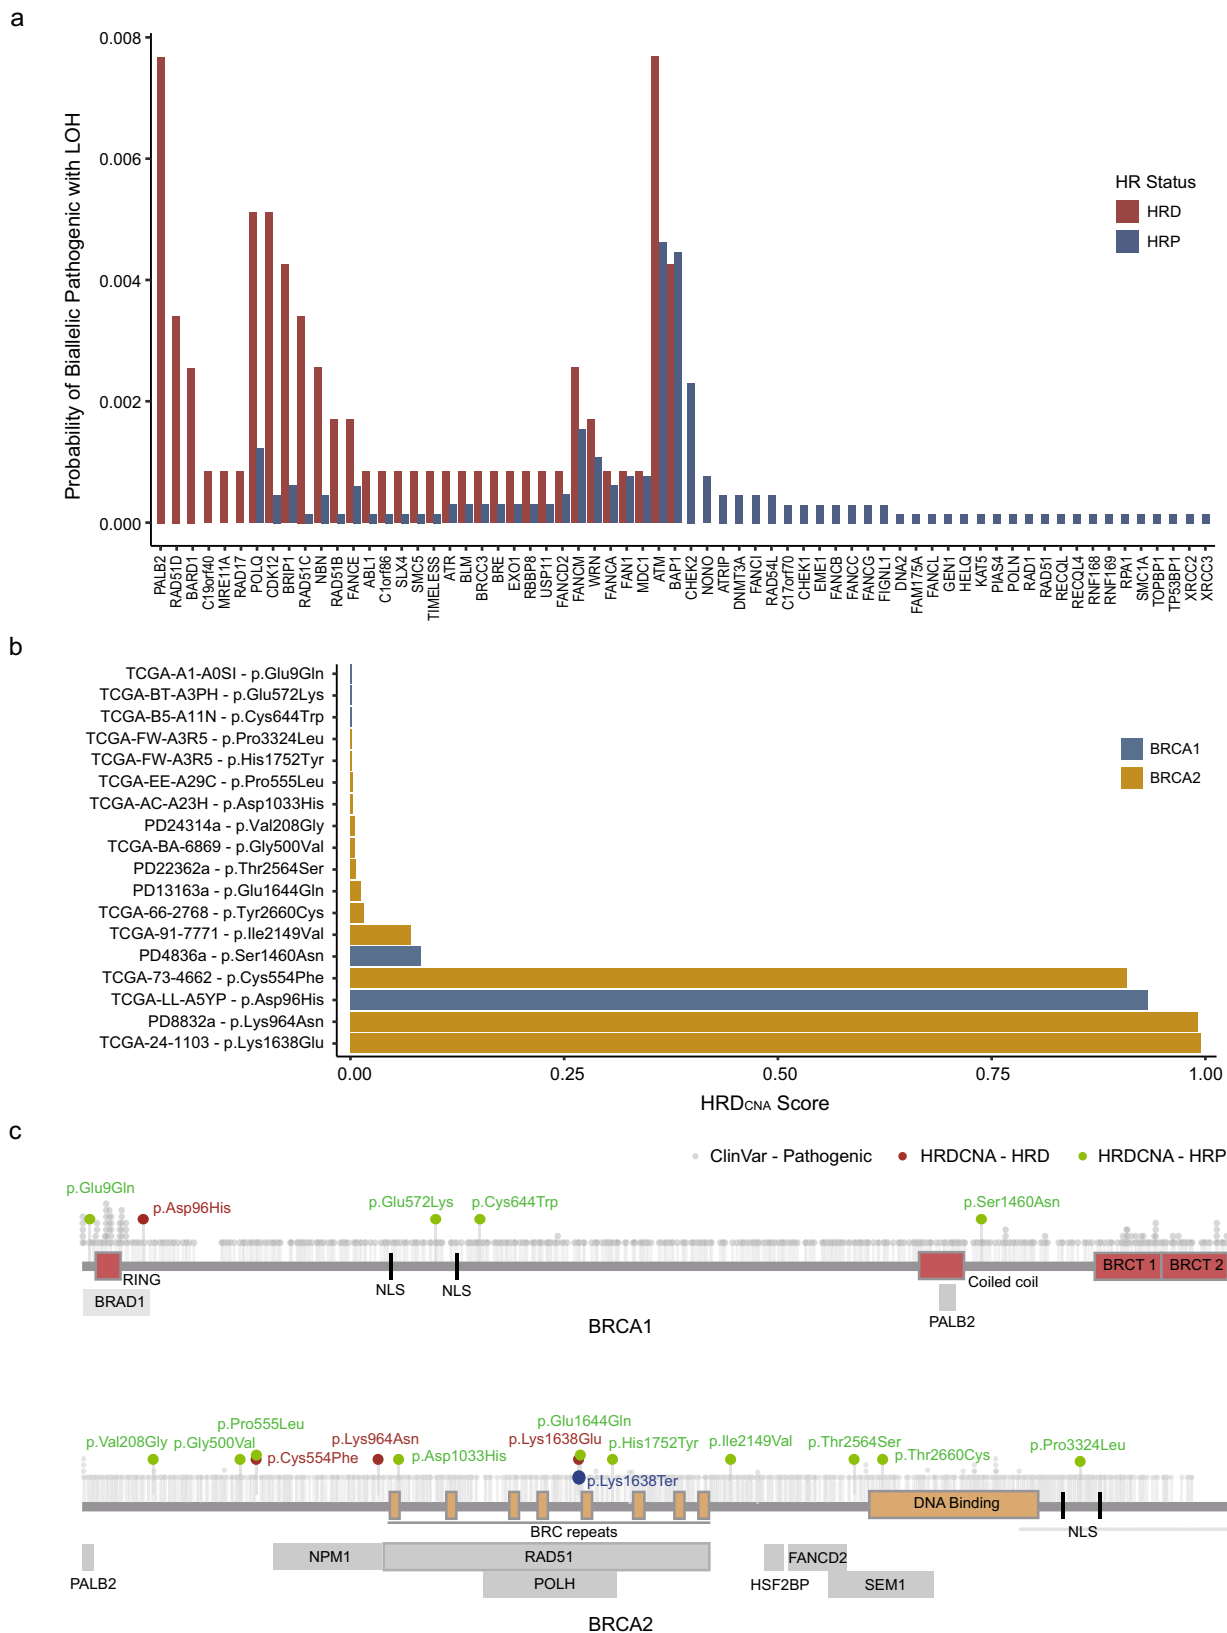 a
Probability of Biallelic Pathogenic with LOH
0.008
0.006
0.004
0.002
0.000
HR Status
HRD
HRP
PALB2
RAD51D
BARD1
C19orf40
MRE11A
RAD17
POLQ
CDK12
BRIP1
RAD51C
NBN
RAD51B
FANCE
ABL1
C1orf86
SLX4
SMC5
TIMELESS
ATR
BLM
BRCC3
BRE
EXO1
RBBP8
USP11
FANCD2
FANCM
WRN
FANCA
FAN1
MDC1
ATM
BAP1
CHEK2
NONO
ATRIP
DNMT3A
FANCI
RAD54L
C17orf70
CHEK1
EME1
FANCB
FANCC
FANCG
FIGNL1
DNA2
FAM175A
FANCL
GEN1
HELQ
KAT5
PIAS4
POLN
RAD1
RAD51
RECQL
RECQL4
RNF168
RNF169
RPA1
SMC1A
TOPBP1
TP53BP1
XRCC2
XRCC3
b
TCGA-A1-A0SI - p.Glu9Gln
TCGA-BT-A3PH - p.Glu572Lys
TCGA-B5-A11N - p.Cys644Trp
TCGA-FW-A3R5 - p.Pro3324Leu
TCGA-FW-A3R5 - p.His1752Tyr
TCGA-EE-A29C - p.Pro555Leu
TCGA-AC-A23H - p.Asp1033His
PD24314a - p.Val208Gly
TCGA-BA-6869 - p.Gly500Val
PD22362a - p.Thr2564Ser
PD13163a - p.Glu1644Gln
TCGA-66-2768 - p.Tyr2660Cys
TCGA-91-7771 - p.Ile2149Val
PD4836a - p.Ser1460Asn
TCGA-73-4662 - p.Cys554Phe
TCGA-LL-A5YP - p.Asp96His
PD8832a - p.Lys964Asn
TCGA-24-1103 - p.Lys1638Glu
BRCA1
BRCA2
0.00 0.25 0.50 0.75 1.00
HRDCNA Score
c
ClinVar - Pathogenic HRDCNA - HRD HRDCNA - HRP
p.Glu9Gln p.Asp96His p.Glu572Lys p.Cys644Trp p.Ser1460Asn
RING NLS NLS Coiled coil BRCT 1 BRCT 2
BRAD1 PALB2
BRCA1
p.Val208Gly p.Gly500Val p.Pro555Leu p.Cys554Phe p.Lys964Asn p.Asp1033His p.Lys1638Glu p.Glu1644Gln p.His1752Tyr p.Ile2149Val p.Thr2564Ser p.Thr2660Cys p.Pro3324Leu
p.Lys1638Ter
DNA Binding
BRC repeats NLS
PALB2 NPM1 RAD51 HSF2BP FANCD2
POLH SEM1
BRCA2